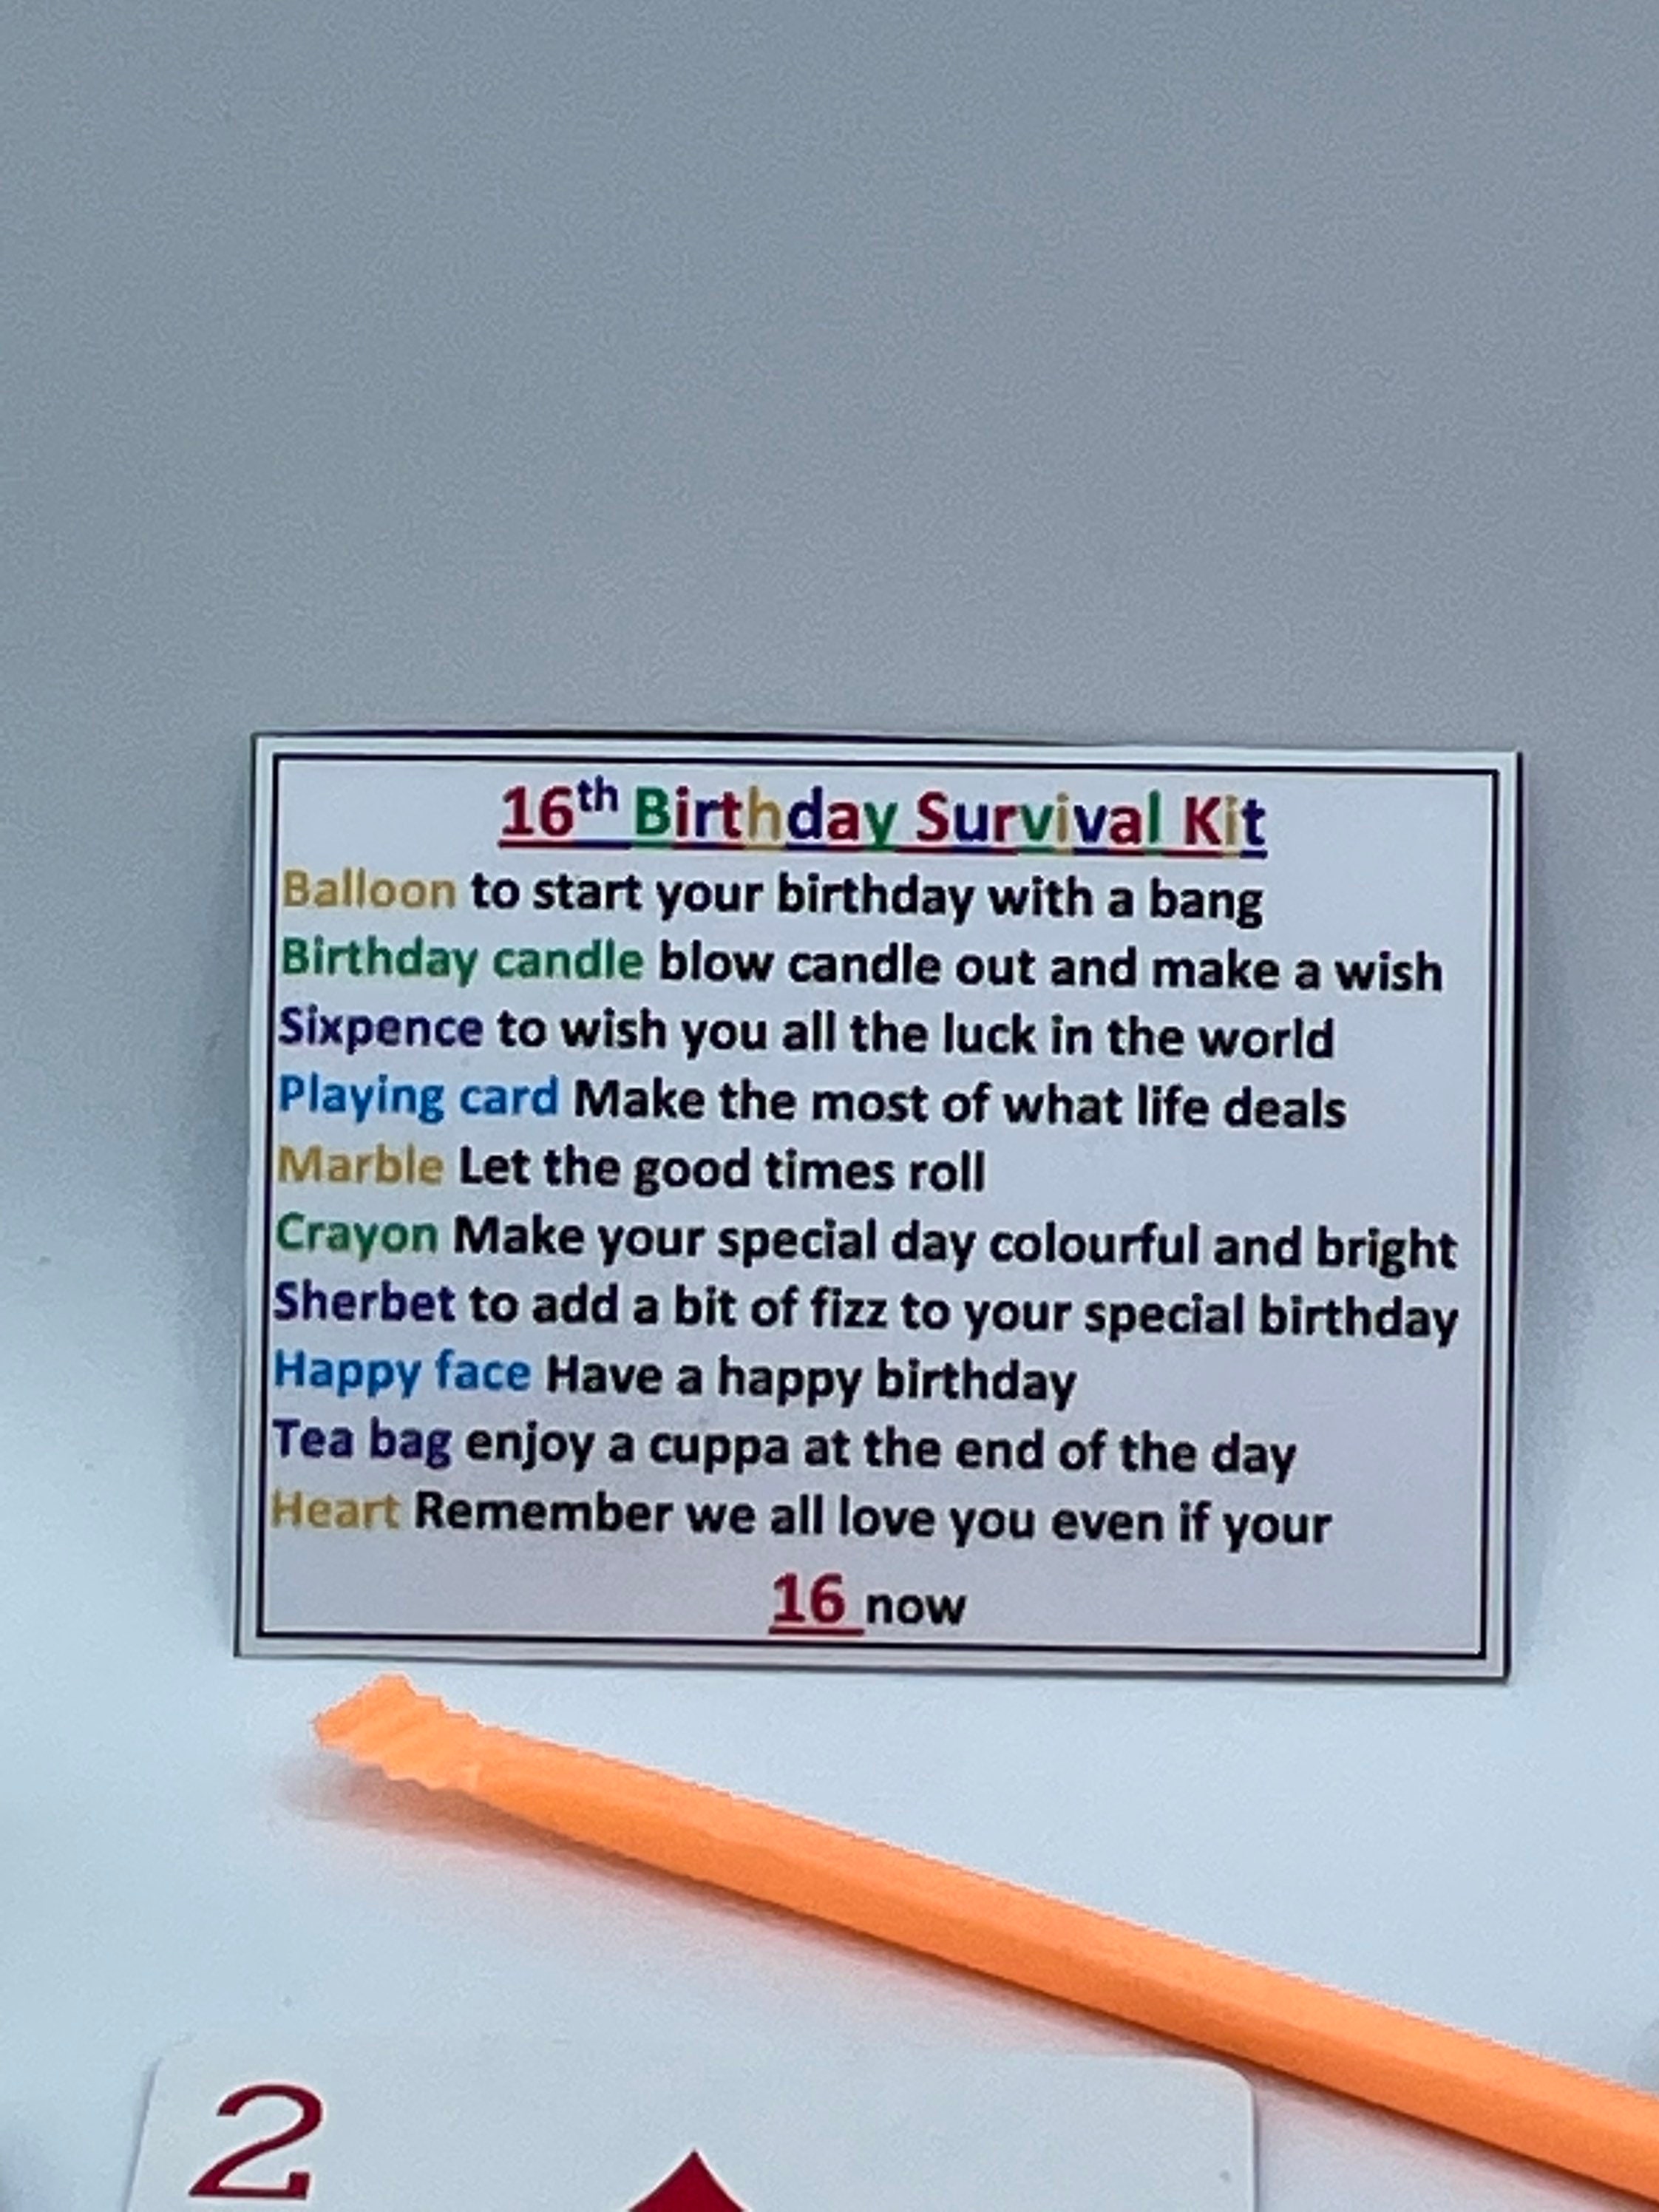 16th Birthday Survival Kit
Balloon to start your birthday with a bang
Birthday candle blow candle out and make a wish
Sixpence to wish you all the luck in the world
Playing card Make the most of what life deals
Marble Let the good times roll
Crayon Make your special day colourful and bright
Sherbet to add a bit of fizz to your special birthday
Happy face Have a happy birthday
Tea bag enjoy a cuppa at the end of the day
Heart Remember we all love you even if your
16 now
2